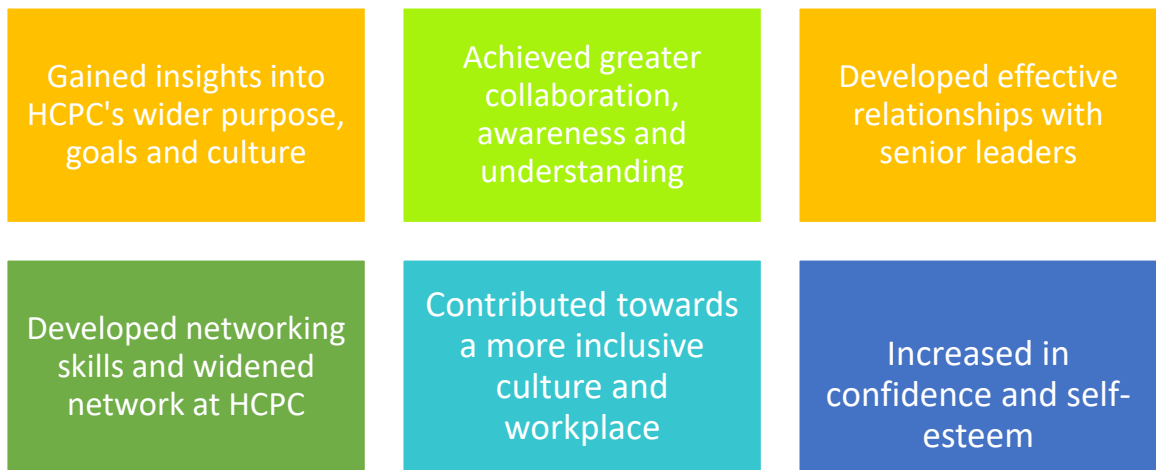 Gained insights into
HCPC's wider purpose,
goals and culture
Achieved greater
collaboration,
awareness and
understanding
Developed effective
relationships with
senior leaders
Developed networking
skills and widened
network at HCPC
Contributed towards
a more inclusive
culture and
workplace
Increased in
confidence and self-
esteem